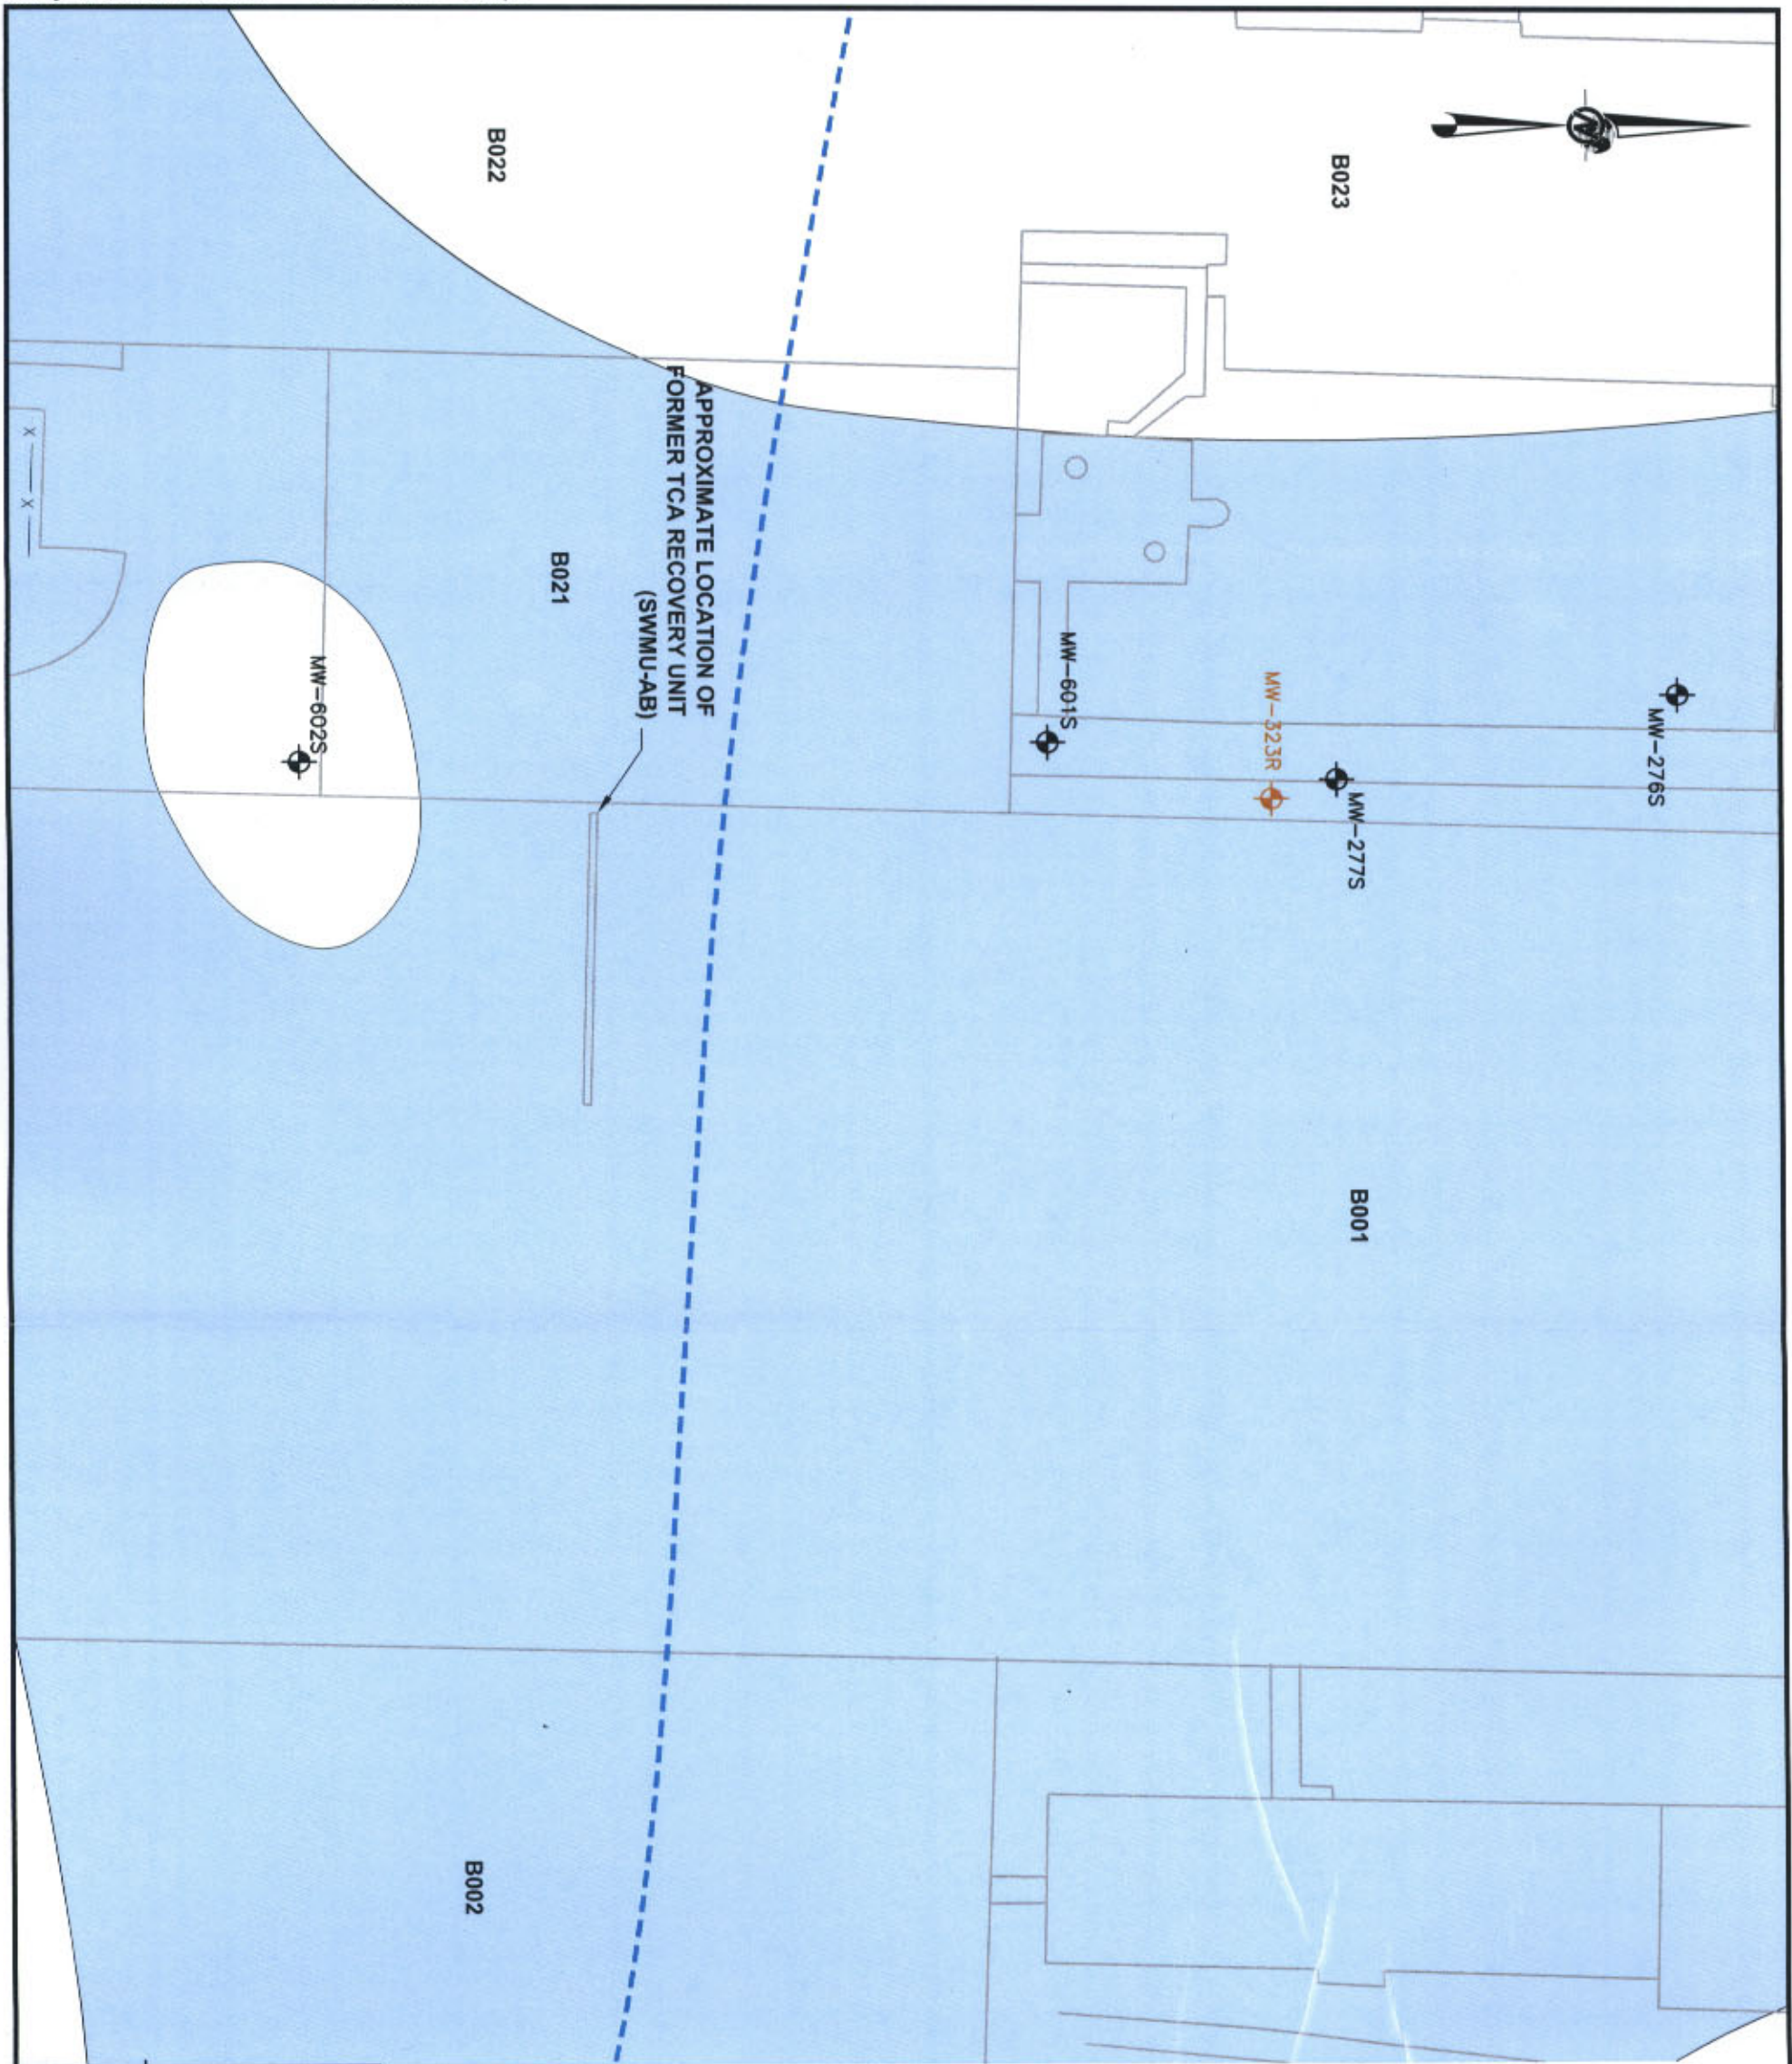 B022
B023
APPROXIMATE LOCATION OF
FORMER TCA RECOVERY UNIT
(SWMU-AB)
B021
MW-602S
MW-601S
MW-323R
MW-277S
MW-276S
B001
B002
X X
N